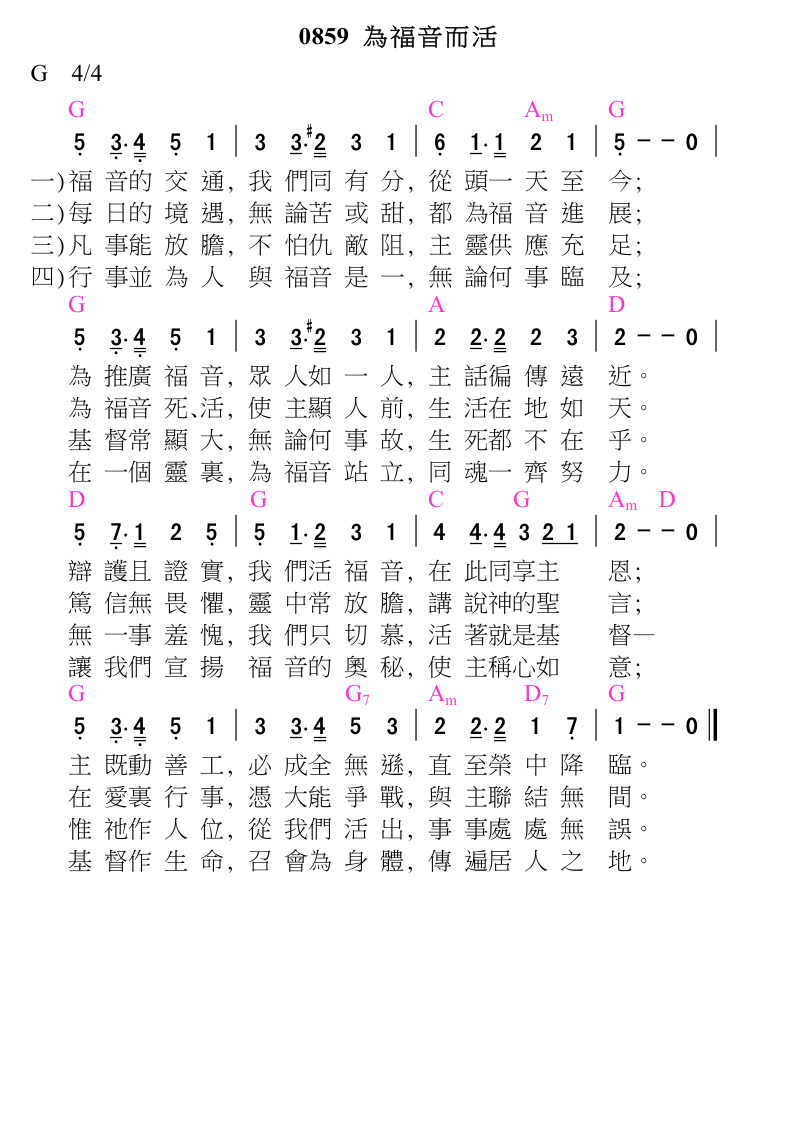 0859 為福音而活
G 4/4
G C Am G
5 3·4 5 1 | 3 3·#2 3 1 | 6 1·1 2 1 | 5 - - 0 |
一)福 音的 交 通, 我 們同 有 分, 從 頭一 天 至 今;
二)每 日的 境 遇, 無 論苦 或 甜, 都 為福 音 進 展;
三)凡 事能 放 膽, 不 怕仇 敵 阻, 主 靈供 應 充 足;
四)行 事並 為 人 與 福音 是 一, 無 論何 事 臨 及;
G A D
5 3·4 5 1 | 3 3·#2 3 1 | 2 2·2 2 3 | 2 - - 0 |
為 推廣 福 音, 眾 人如 一 人, 主 話徧 傳 遠 近。
為 福音 死、活, 使 主顯 人 前, 生 活在 地 如 天。
基 督常 顯 大, 無 論何 事 故, 生 死都 不 在 乎。
在 一個 靈 裏, 為 福音 站 立, 同 魂一 齊 努 力。
D G C G Am D
5 7·1 2 5 | 5 1·2 3 1 | 4 4·4 3 2 1 | 2 - - 0 |
辯 護且 證 實, 我 們活 福 音, 在 此同享主 恩;
篤 信無 畏 懼, 靈 中常 放 膽, 講 說神的聖 言;
無 一事 羞 愧, 我 們只 切 慕, 活 著就是基 督—
讓 我們 宣 揚 福 音的 奧 秘, 使 主稱心如 意;
G G7 Am D7 G
5 3·4 5 1 | 3 3·4 5 3 | 2 2·2 1 7 | 1 - - 0 ‖
主 既動 善 工, 必 成全 無 遜, 直 至榮 中 降 臨。
在 愛裏 行 事, 憑 大能 爭 戰, 與 主聯 結 無 間。
惟 祂作 人 位, 從 我們 活 出, 事 事處 處 無 誤。
基 督作 生 命, 召 會為 身 體, 傳 遍居 人 之 地。